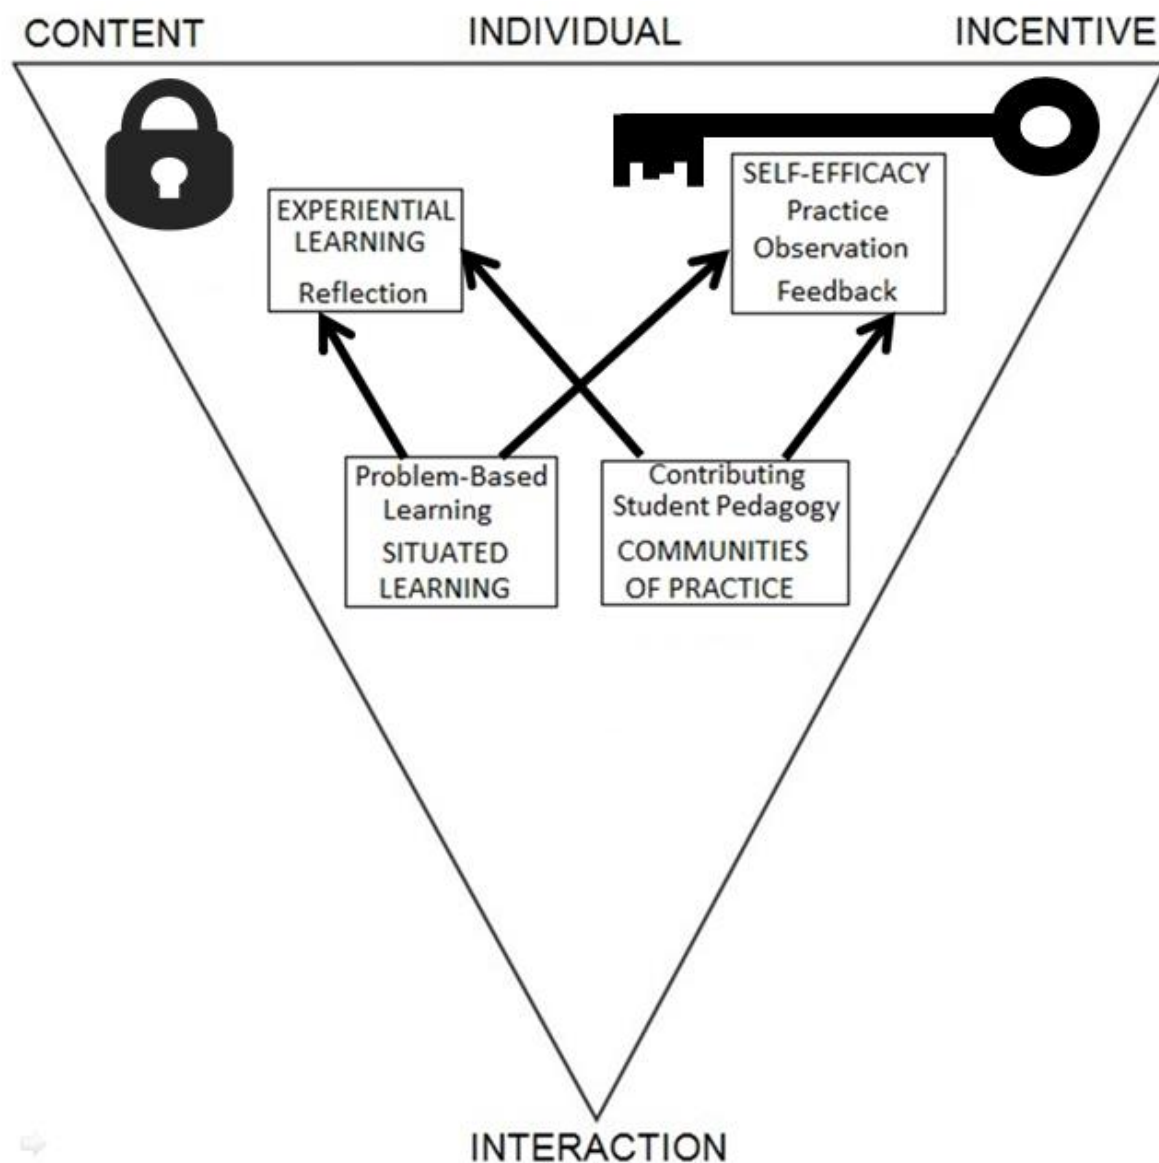 CONTENT
INDIVIDUAL
INCENTIVE
EXPERIENTIAL
LEARNING
Reflection
SELF-EFFICACY
Practice
Observation
Feedback
Problem-Based
Learning
SITUATED
LEARNING
Contributing
Student Pedagogy
COMMUNITIES
OF PRACTICE
INTERACTION